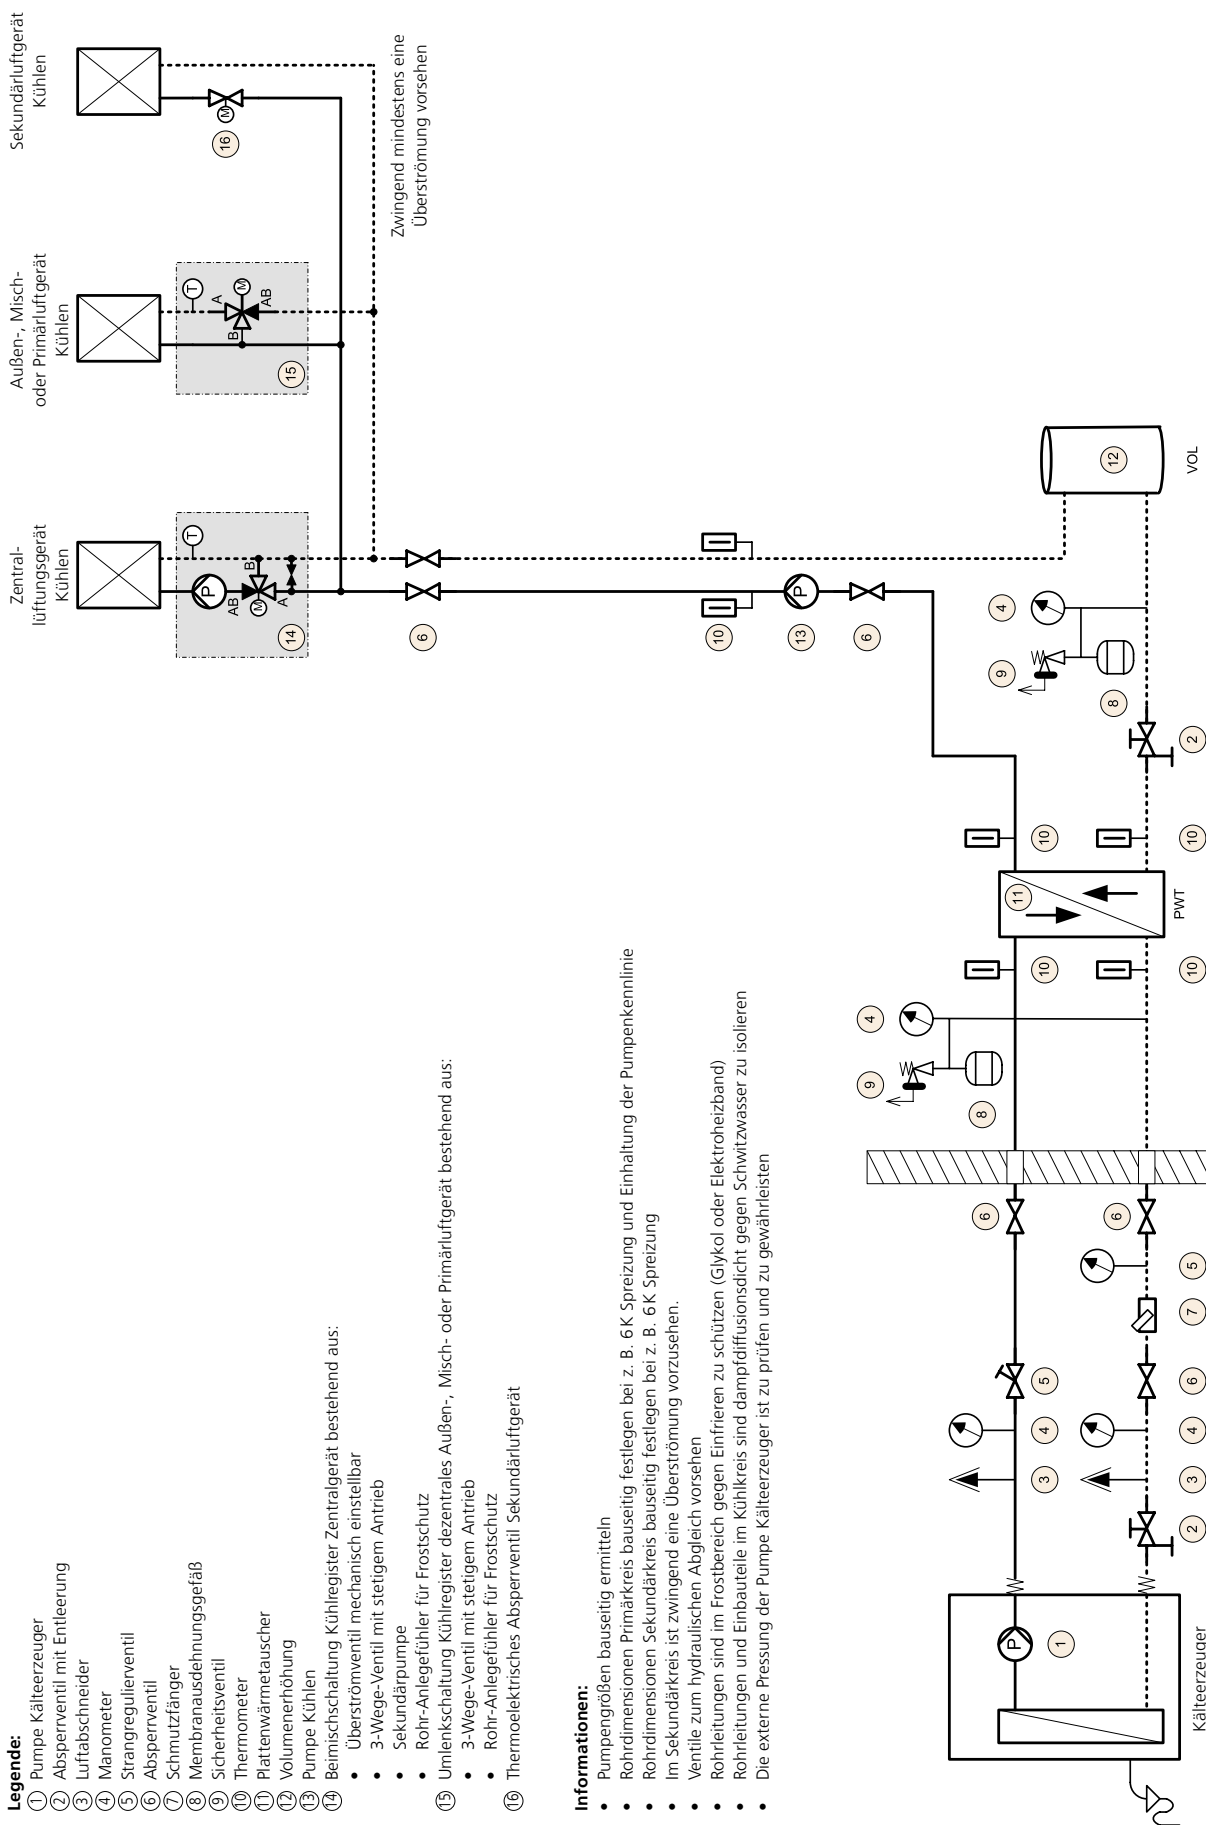 Legende:
1 Pumpe Kälteerzeuger
2 Absperrventil mit Entleerung
3 Luftabschneider
4 Manometer
5 Strangregulierventil
6 Absperrventil
7 Schmutzfänger
8 Membranausdehnungsgefäß
9 Sicherheitsventil
10 Thermometer
11 Plattenwärmetauscher
12 Volumenerhöhung
13 Pumpe Kühlen
14 Beimischschaltung Kühlregister Zentralgerät bestehend aus:
• Überströmventil mechanisch einstellbar
• 3-Wege-Ventil mit stetigem Antrieb
• Sekundärpumpe
• Rohr-Anlegefühler für Frostschutz
15 Umlenkschaltung Kühlregister dezentrales Außen-, Misch- oder Primärluftgerät bestehend aus:
• 3-Wege-Ventil mit stetigem Antrieb
• Rohr-Anlegefühler für Frostschutz
16 Thermoelektrisches Absperrventil Sekundärluftgerät
Informationen:
• Pumpengrößen bauseitig ermitteln
• Rohrdimensionen Primärkreis bauseitig festlegen bei z. B. 6K Spreizung und Einhaltung der Pumpenkennlinie
• Rohrdimensionen Sekundärkreis bauseitig festlegen bei z. B. 6K Spreizung
• Im Sekundärkreis ist zwingend eine Überströmung vorzusehen.
• Ventile zum hydraulischen Abgleich vorsehen
• Rohrleitungen sind im Frostbereich gegen Einfrieren zu schützen (Glykol oder Elektroheizband)
• Rohrleitungen und Einbauteile im Kühlkreis sind dampfdiffusionsdicht gegen Schwitzwasser zu isolieren
• Die externe Pressung der Pumpe Kälteerzeuger ist zu prüfen und zu gewährleisten
Zentral-
lüftungsgerät
Kühlen
Außen-, Misch-
oder Primärluftgerät
Kühlen
Sekundärluftgerät
Kühlen
P
AB
M
B
A
T
14
B
A
T
M
AB
15
M
16
Zwingend mindestens eine
Überströmung vorsehen
6
10
13
P
6
4
9
8
12
VOL
2
10
10
11
PWT
10
10
4
9
8
6
6
5
7
5
6
4
4
3
3
2
P
1
Kälterzeuger